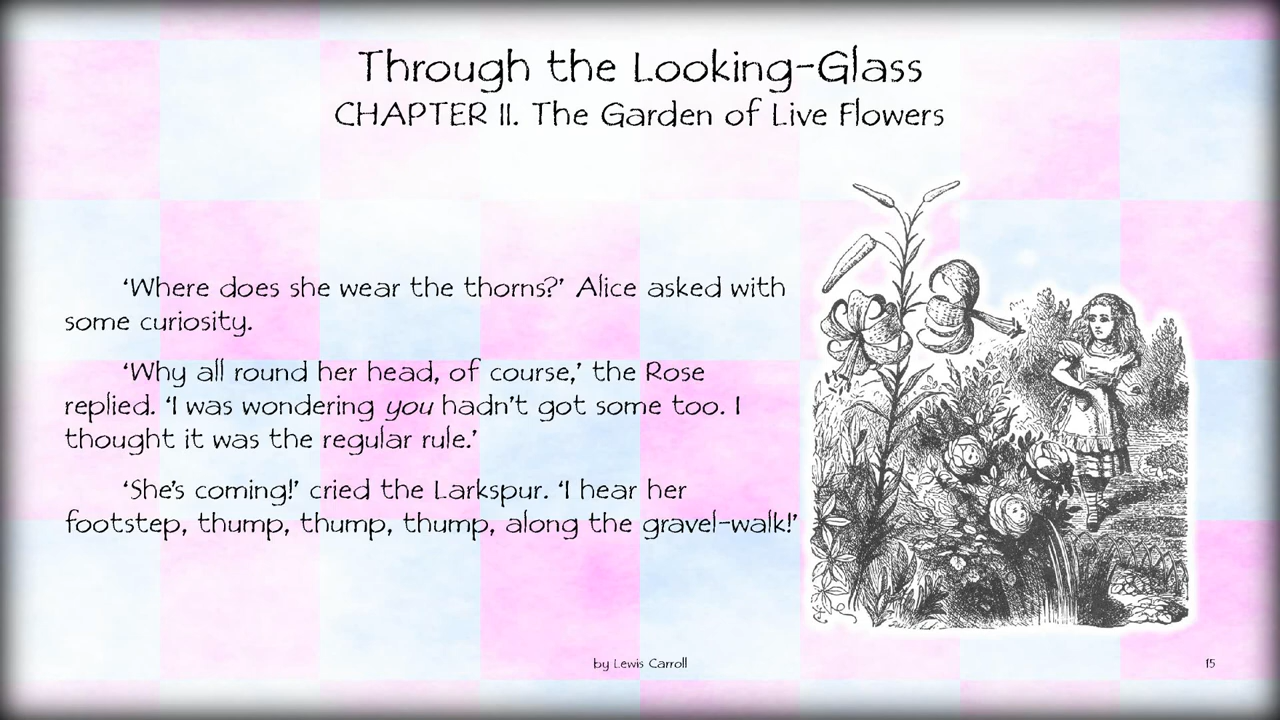 Through the Looking-Glass
CHAPTER II. The Garden of Live Flowers
‘Where does she wear the thorns?’ Alice asked with
some curiosity.
‘Why all round her head, of course,’ the Rose
replied. ‘I was wondering you hadn’t got some too. I
thought it was the regular rule.’
‘She’s coming!’ cried the Larkspur. ‘I hear her
footstep, thump, thump, thump, along the gravel-walk!’
by Lewis Carroll
15